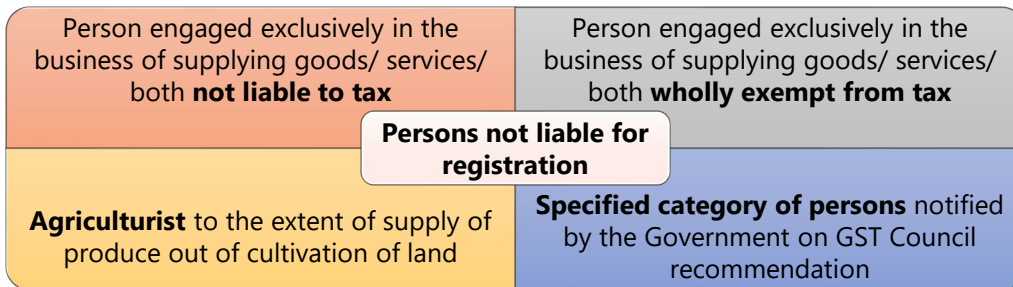 Person engaged exclusively in the
business of supplying goods/ services/
both not liable to tax
Person engaged exclusively in the
business of supplying goods/ services/
both wholly exempt from tax
Persons not liable for
registration
Agriculturist to the extent of supply of
produce out of cultivation of land
Specified category of persons notified
by the Government on GST Council
recommendation